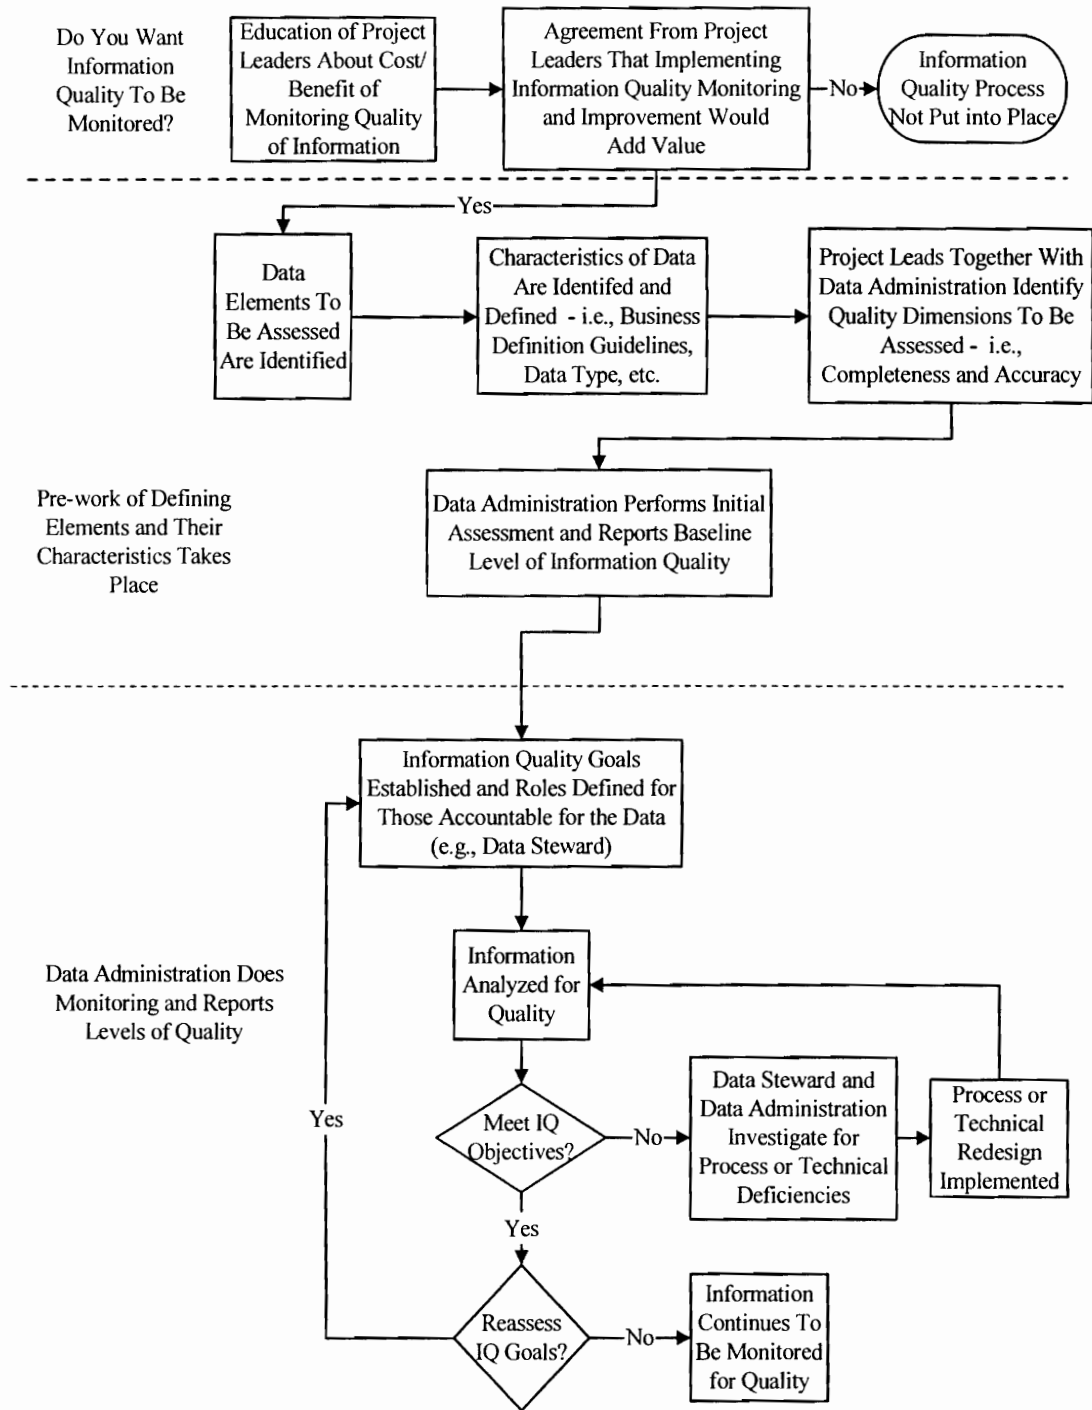 Do You Want
Information
Quality To Be
Monitored?
Education of Project
Leaders About Cost/
Benefit of
Monitoring Quality
of Information
Agreement From Project
Leaders That Implementing
Information Quality Monitoring
and Improvement Would
Add Value
No
Information
Quality Process
Not Put into Place
Yes
Data
Elements To
Be Assessed
Are Identified
Characteristics of Data
Are Identifed and
Defined - i.e., Business
Definition Guidelines,
Data Type, etc.
Project Leads Together With
Data Administration Identify
Quality Dimensions To Be
Assessed - i.e.,
Completeness and Accuracy
Pre-work of Defining
Elements and Their
Characteristics Takes
Place
Data Administration Performs Initial
Assessment and Reports Baseline
Level of Information Quality
Information Quality Goals
Established and Roles Defined for
Those Accountable for the Data
(e.g., Data Steward)
Data Administration Does
Monitoring and Reports
Levels of Quality
Information
Analyzed for
Quality
Yes
Meet IQ
Objectives?
No
Data Steward and
Data Administration
Investigate for
Process or Technical
Deficiencies
Process or
Technical
Redesign
Implemented
Yes
Reassess
IQ Goals?
No
Information
Continues To
Be Monitored
for Quality